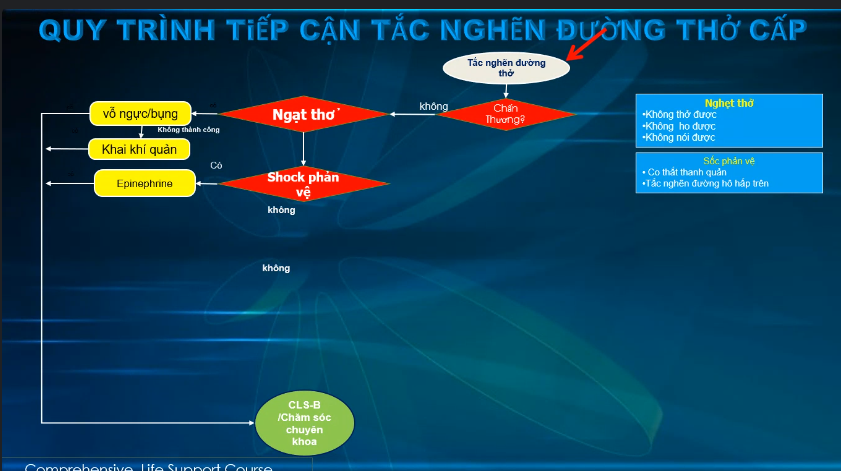 QUY TRÌNH TiẾP CẬN TẮC NGHẼN ĐƯỜNG THỞ CẤP
Tắc nghẽn đường
thở
không
Chấn
Thương?
Ngạt thơ'
vỗ ngực/bụng
Không thành công
Khai khí quản
Có
Epinephrine
Shock phản
vệ
không
không
CLS-B
/Chăm sóc
chuyên
khoa
Nghẹt thở
•Không thở được
•Không ho được
•Không nói được
Sốc phản vệ
• Co thắt thanh quản
•Tắc nghẽn đường hô hấp trên
Comprehensive Life Support Course